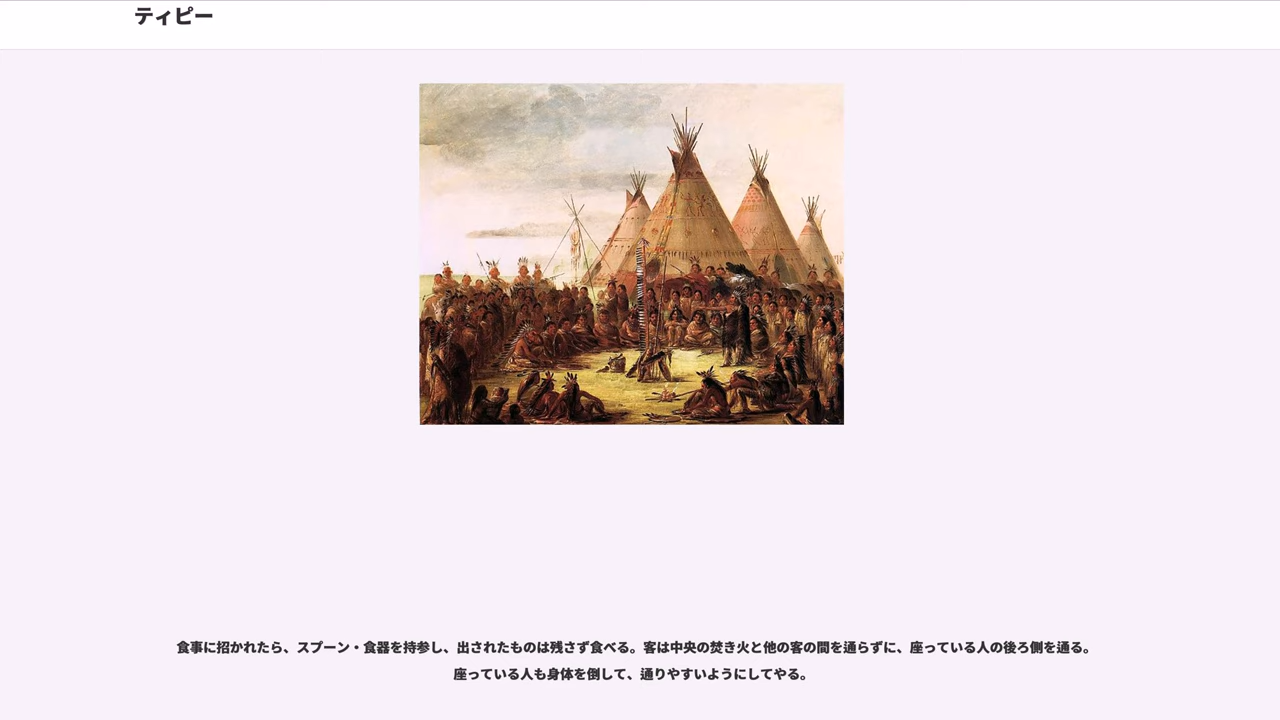 ティピー
食事に招かれたら、スプーン・食器を持参し、出されたものは残さず食べる。客は中央の焚き火と他の客の間を通らずに、座っている人の後ろ側を通る。
座っている人も身体を倒して、通りやすいようにしてやる。